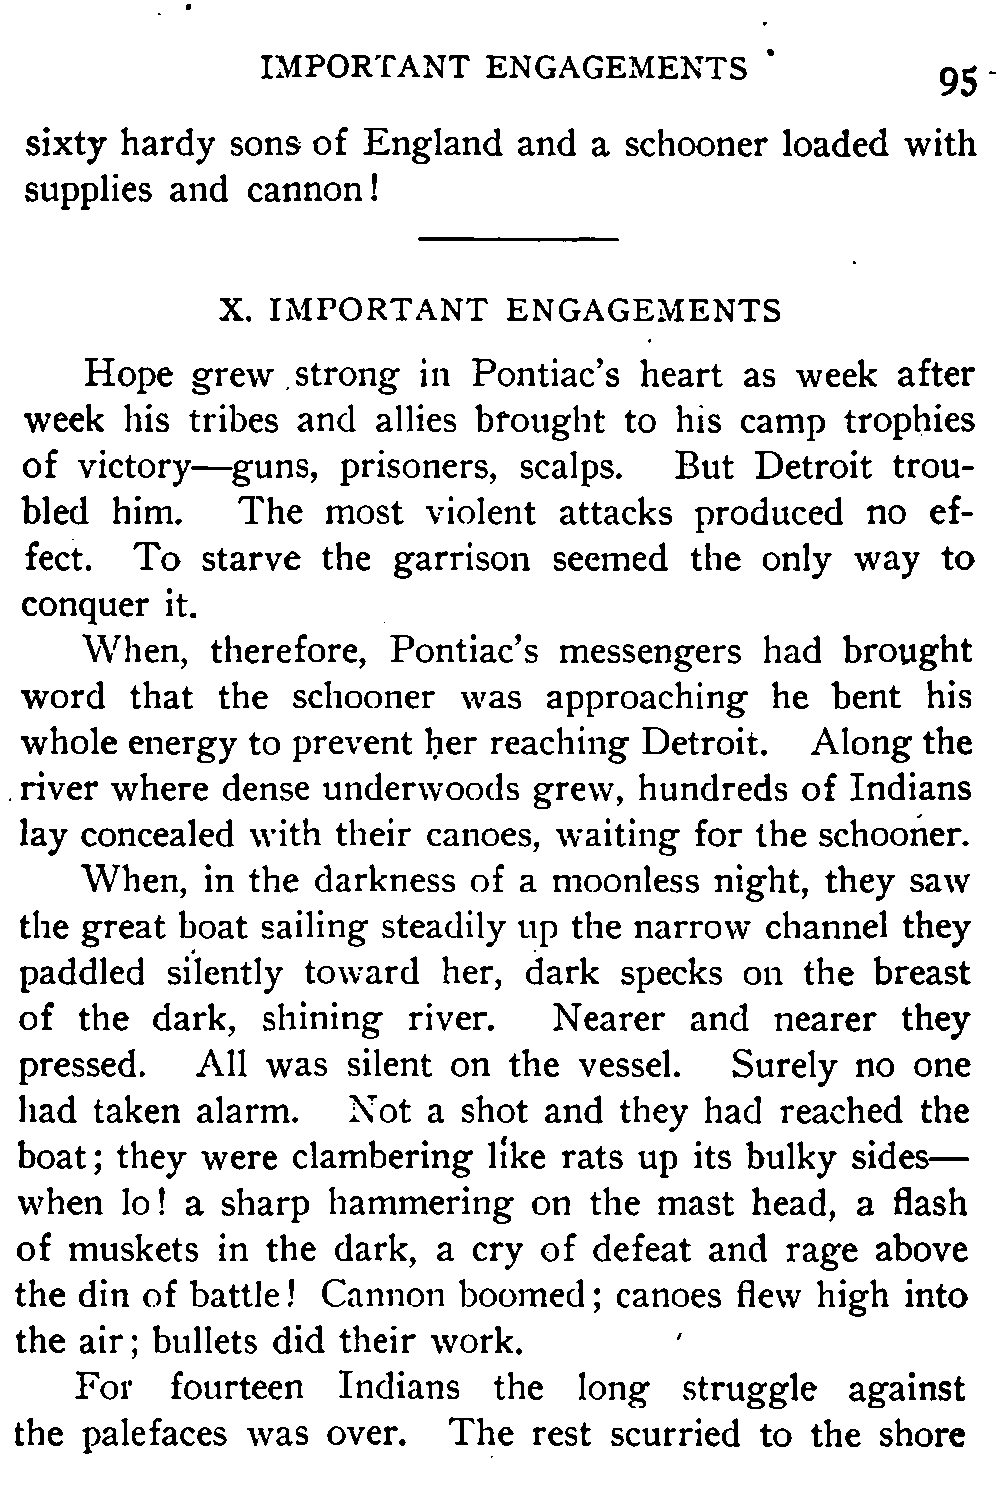 IMPORTANT ENGAGEMENTS
95
sixty hardy sons of England and a schooner loaded with
supplies and cannon!
X. IMPORTANT ENGAGEMENTS
Hope grew strong in Pontiac's heart as week after
week his tribes and allies brought to his camp trophies
of victory—guns, prisoners, scalps. But Detroit trou-
bled him. The most violent attacks produced no ef-
fect. To starve the garrison seemed the only way to
conquer it.
When, therefore, Pontiac's messengers had brought
word that the schooner was approaching he bent his
whole energy to prevent her reaching Detroit. Along the
river where dense underwoods grew, hundreds of Indians
lay concealed with their canoes, waiting for the schooner.
When, in the darkness of a moonless night, they saw
the great boat sailing steadily up the narrow channel they
paddled silently toward her, dark specks on the breast
of the dark, shining river. Nearer and nearer they
pressed. All was silent on the vessel. Surely no one
had taken alarm. Not a shot and they had reached the
boat; they were clambering like rats up its bulky sides—
when lo! a sharp hammering on the mast head, a flash
of muskets in the dark, a cry of defeat and rage above
the din of battle! Cannon boomed; canoes flew high into
the air; bullets did their work.
For fourteen Indians the long struggle against
the palefaces was over. The rest scurried to the shore